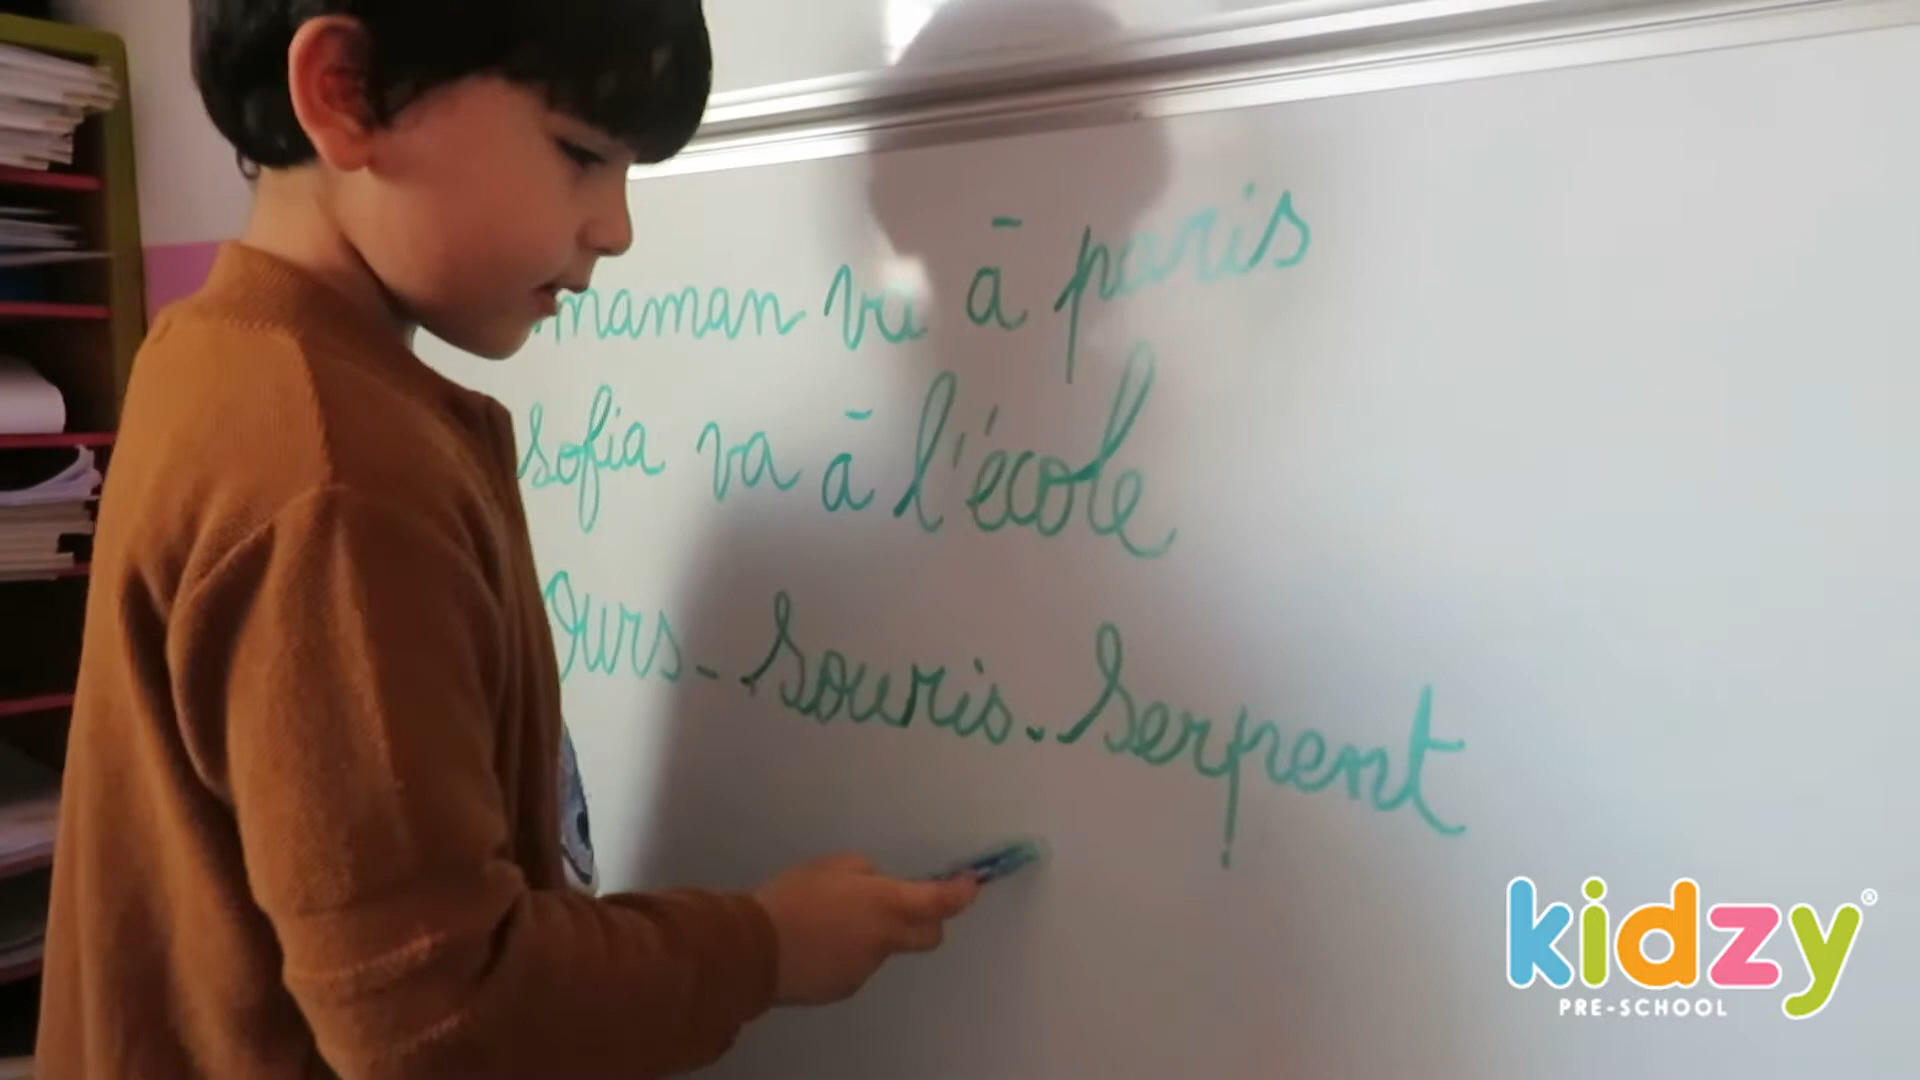 maman va à paris
sofia va à l'école
Ours - Souris - Serpent
kidzy®
PRE-SCHOOL